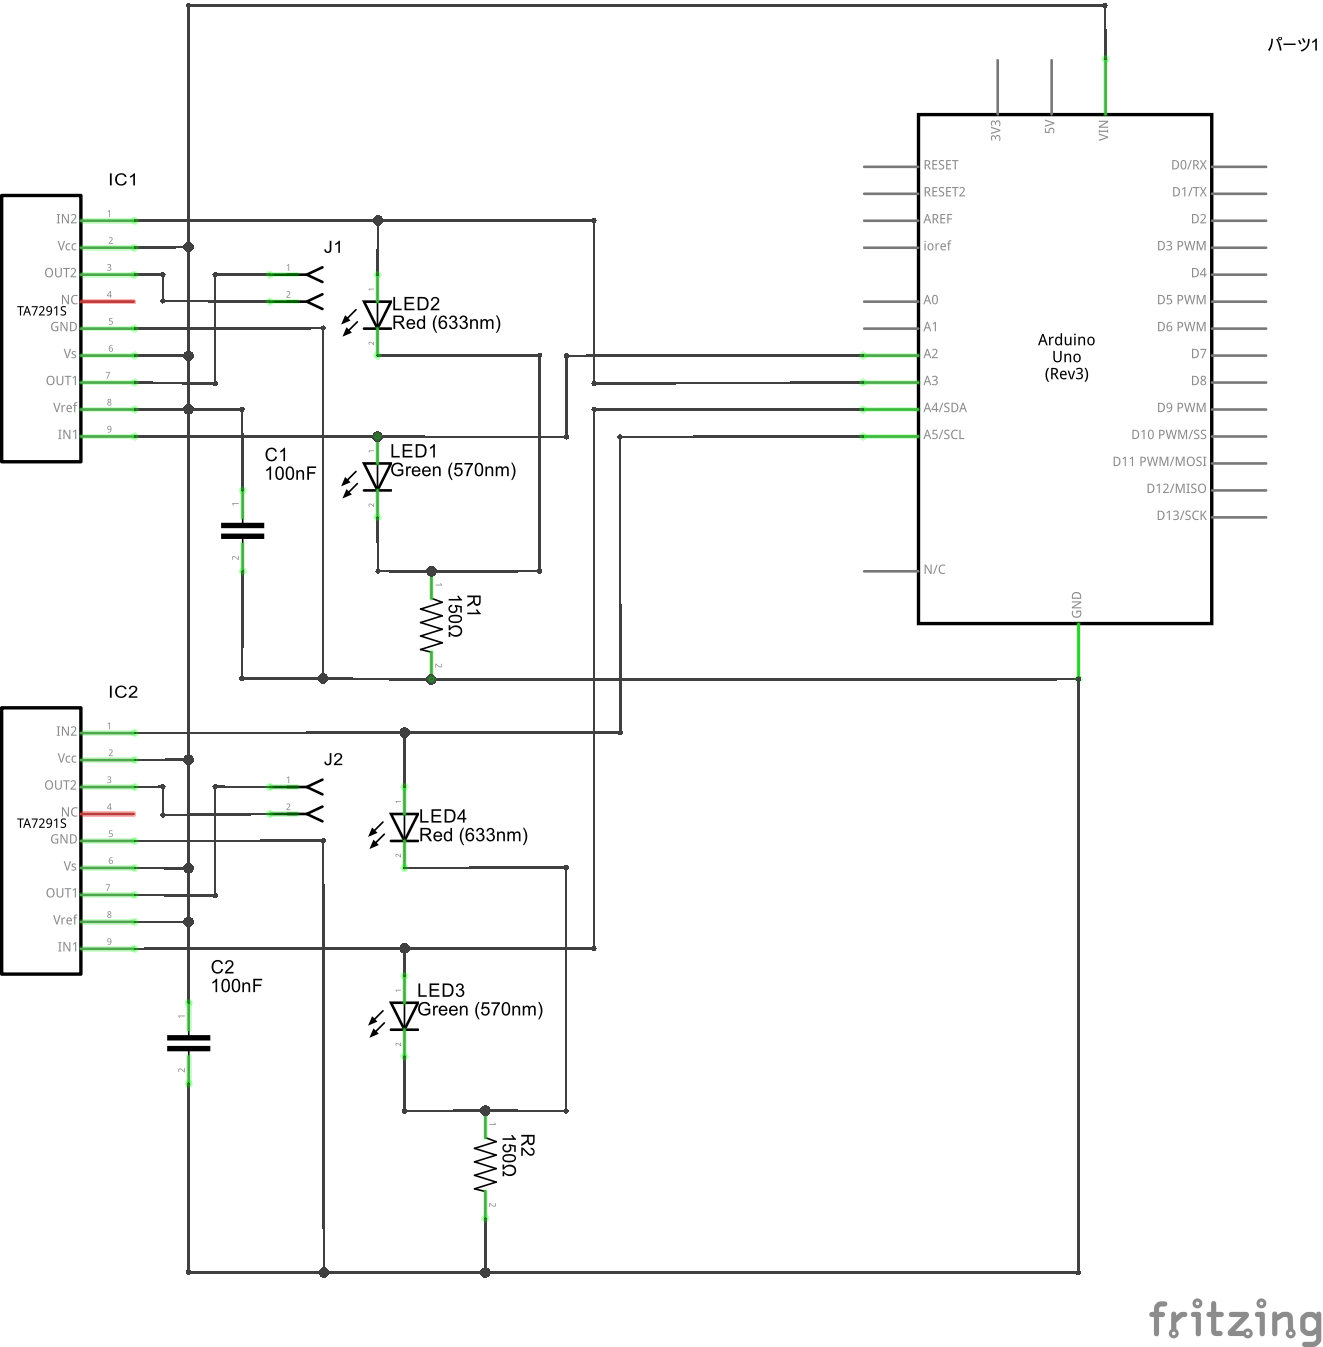 パーツ1
3V3
5V
VIN
RESET
RESET2
AREF
ioref
A0
A1
A2
A3
A4/SDA
A5/SCL
N/C
Arduino
Uno
(Rev3)
D0/RX
D1/TX
D2
D3 PWM
D4
D5 PWM
D6 PWM
D7
D8
D9 PWM
D10 PWM/SS
D11 PWM/MOSI
D12/MISO
D13/SCK
GND
IC1
IN2 1
Vcc 2
OUT2 3
NC 4
TA7291S
GND 5
Vs 6
OUT1 7
Vref 8
IN1 9
J1
1
2
1
LED2
Red (633nm)
2
1
LED1
Green (570nm)
2
C1
100nF
1
2
1
R1
150Ω
2
IC2
IN2 1
Vcc 2
OUT2 3
NC 4
TA7291S
GND 5
Vs 6
OUT1 7
Vref 8
IN1 9
J2
1
2
1
LED4
Red (633nm)
2
C2
100nF
1
2
1
LED3
Green (570nm)
2
1
R2
150Ω
2
fritzing